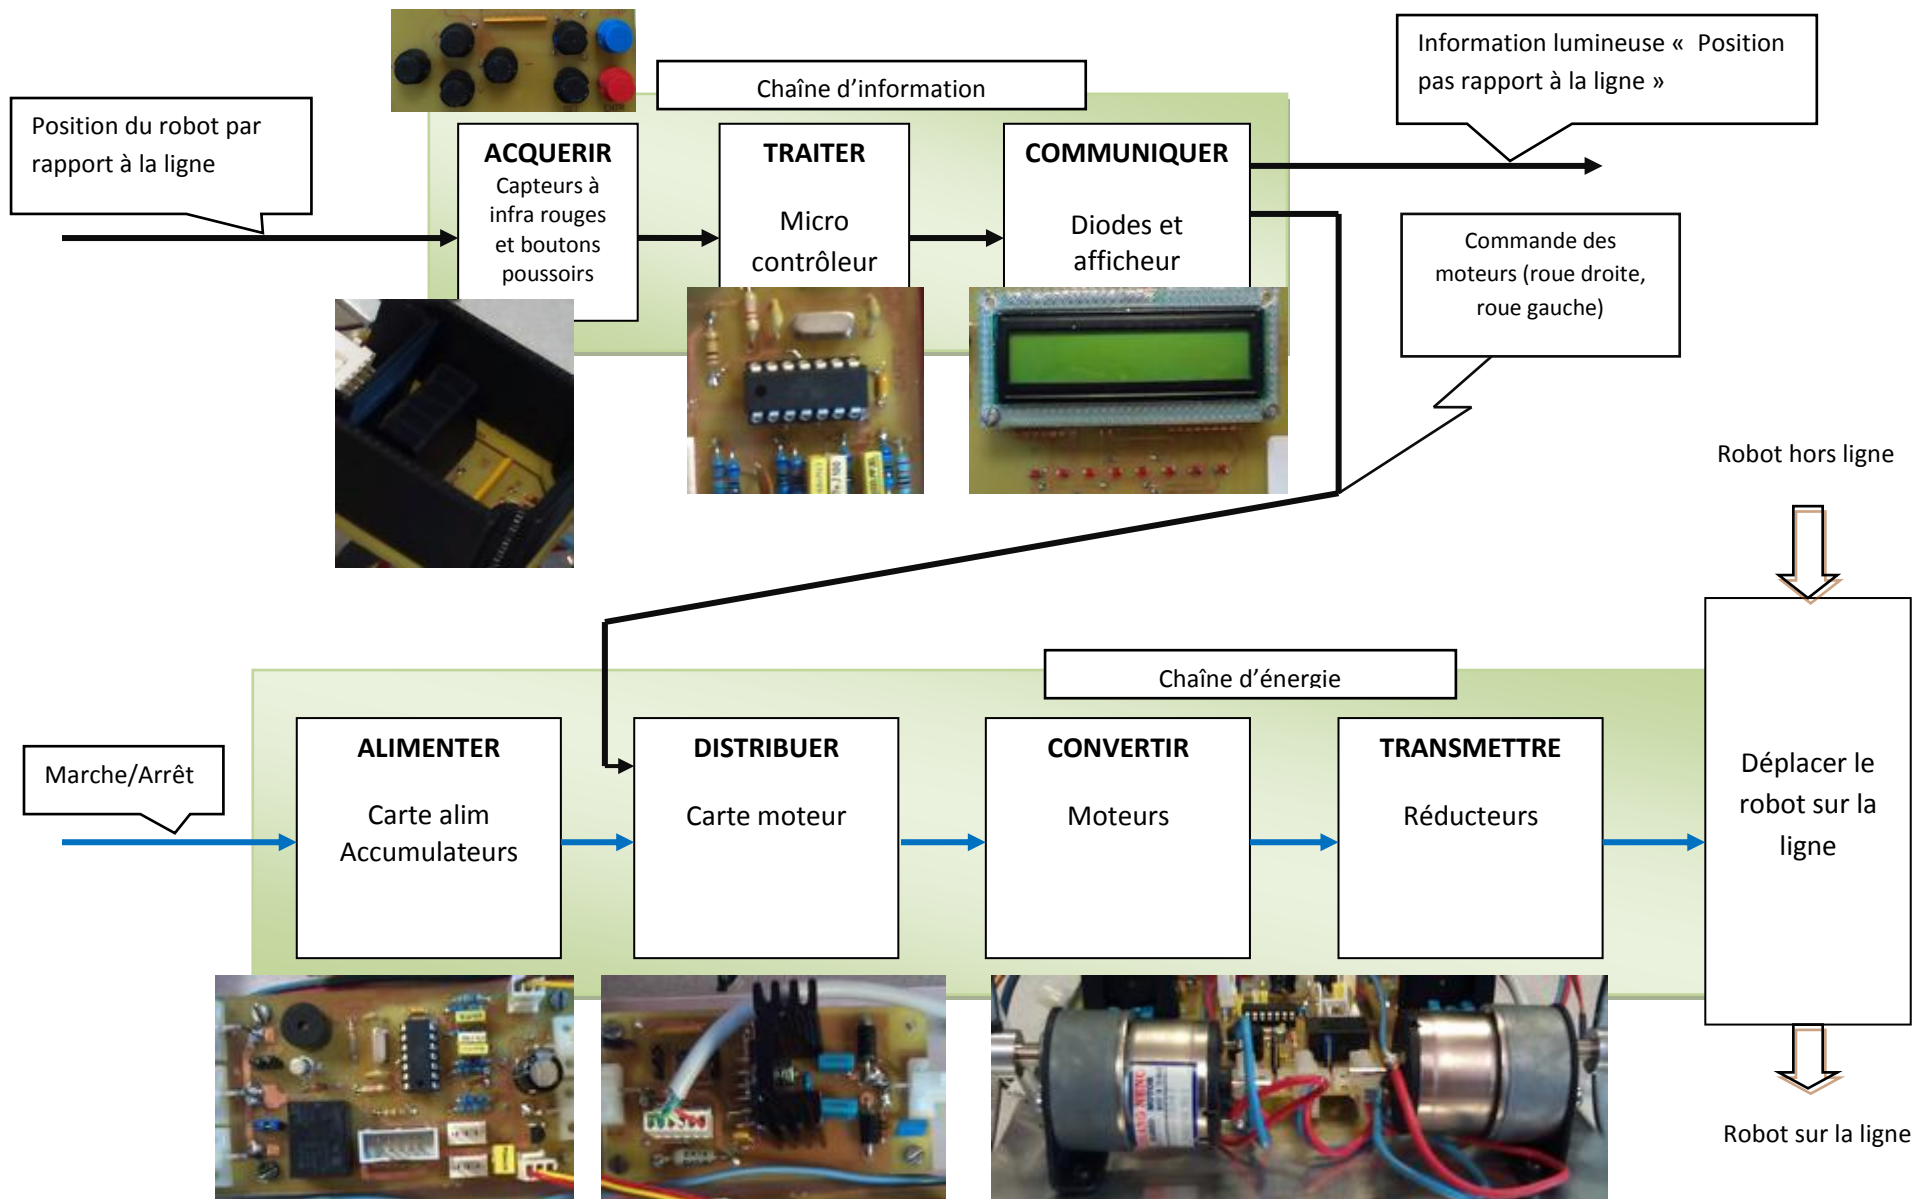 Chaîne d'information
Information lumineuse « Position
pas rapport à la ligne »
Position du robot par
rapport à la ligne
ACQUERIR
Capteurs à
infra rouges
et boutons
poussoirs
TRAITER
Micro
contrôleur
COMMUNIQUER
Diodes et
afficheur
Commande des
moteurs (roue droite,
roue gauche)
Robot hors ligne
Chaîne d'énergie
Marche/Arrêt
ALIMENTER
Carte alim
Accumulateurs
DISTRIBUER
Carte moteur
CONVERTIR
Moteurs
TRANSMETTRE
Réducteurs
Déplacer le
robot sur la
ligne
Robot sur la ligne